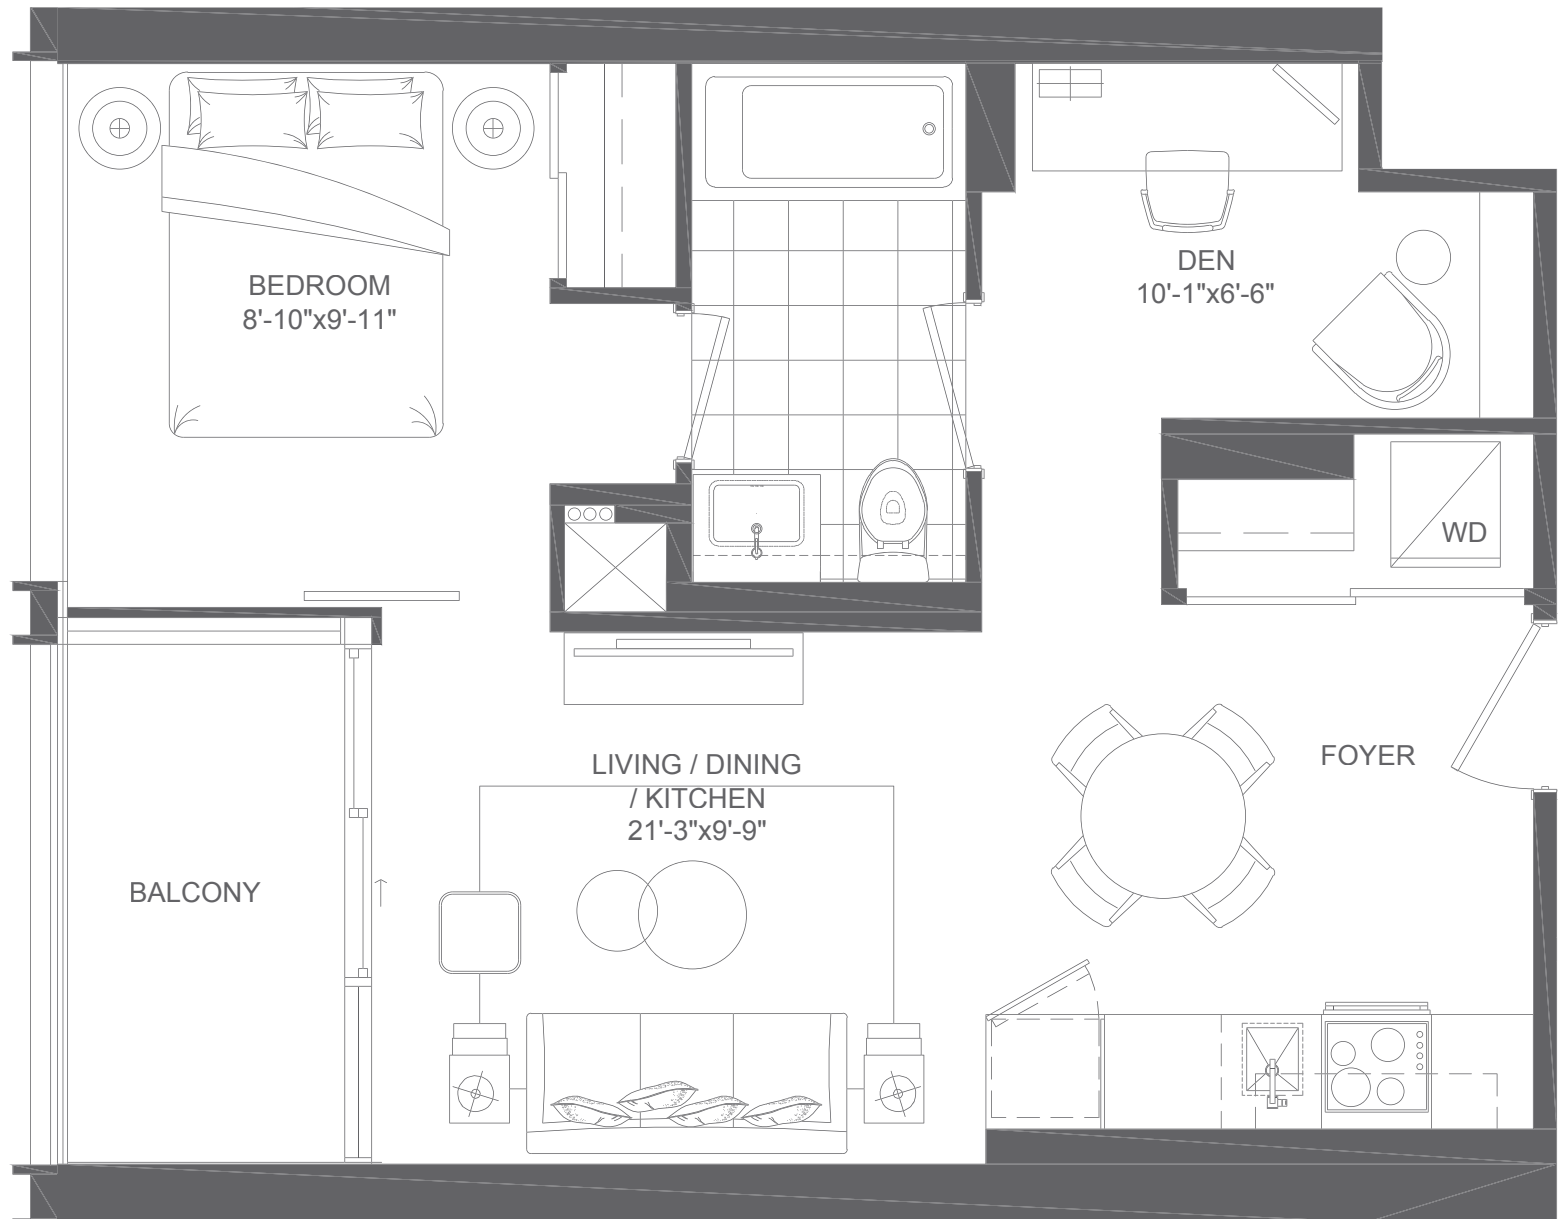 BEDROOM
8'-10"x9'-11"
DEN
10'-1"x6'-6"
WD
LIVING / DINING
/ KITCHEN
21'-3"x9'-9"
FOYER
BALCONY